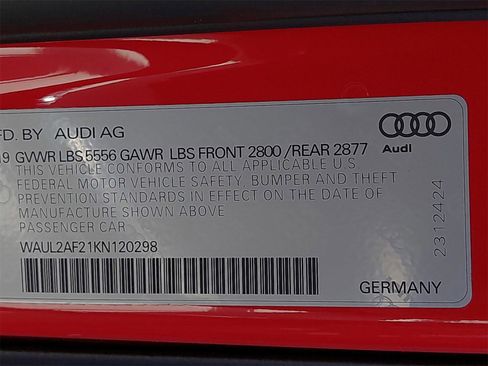 FD. BY AUDI AG
19 GVWR LBS 5556 GAWR LBS FRONT 2800 /REAR 2877
THIS VEHICLE CONFORMS TO ALL APPLICABLE U.S
FEDERAL MOTOR VEHICLE SAFETY, BUMPER AND THEFT
PREVENTION STANDARDS IN EFFECT ON THE DATE OF
MANUFACTURE SHOWN ABOVE
PASSENGER CAR
WAUL2AF21KN120298
Audi
2312424
GERMANY